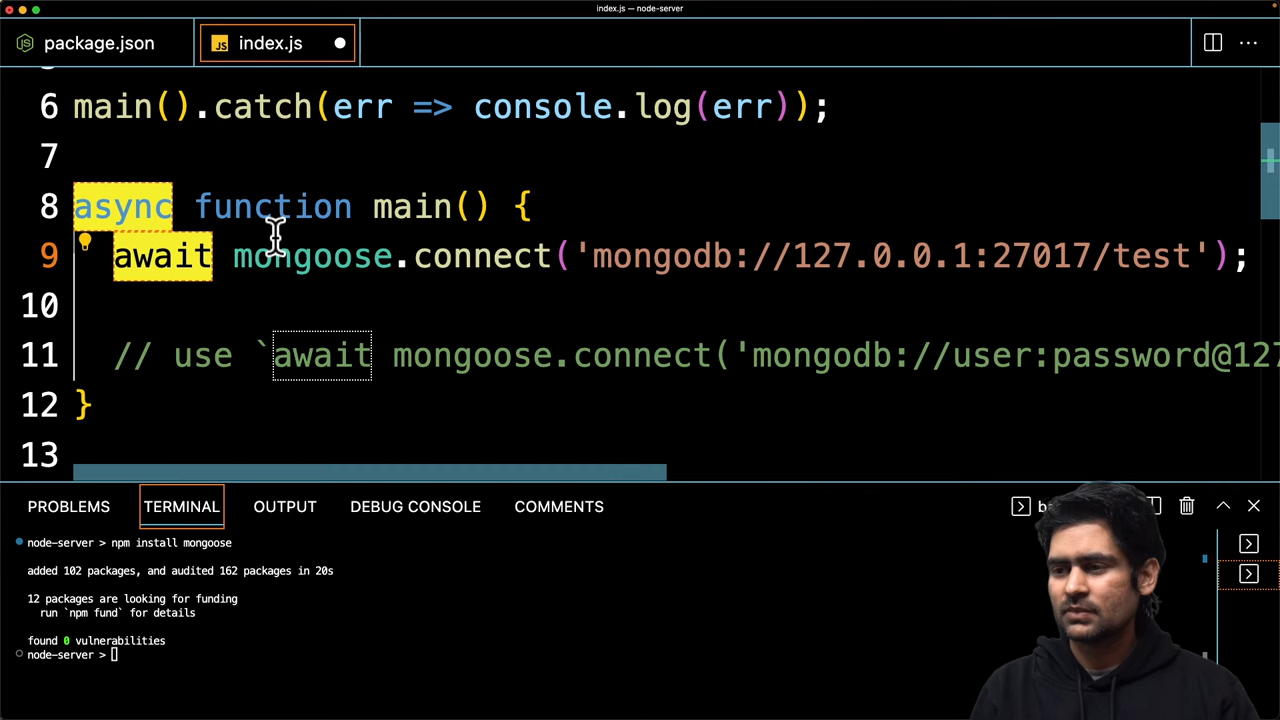 index.js — node-server
package.json
JS index.js
6 main().catch(err => console.log(err));
7
8 async function main() {
9 await mongoose.connect('mongodb://127.0.0.1:27017/test');
10
11 // use `await mongoose.connect('mongodb://user:password@127
12 }
13
PROBLEMS TERMINAL OUTPUT DEBUG CONSOLE COMMENTS
node-server > npm install mongoose
added 102 packages, and audited 162 packages in 20s
12 packages are looking for funding
run `npm fund` for details
found 0 vulnerabilities
node-server >